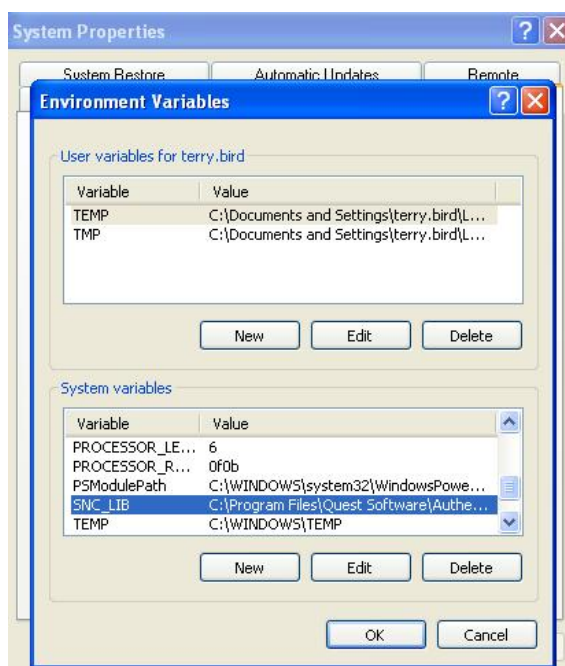 System Properties
System Restore Automatic Updates Remote
Environment Variables
User variables for terry.bird
Variable Value
TEMP C:\Documents and Settings\terry.bird\L...
TMP C:\Documents and Settings\terry.bird\L...
New Edit Delete
System variables
Variable Value
PROCESSOR_LE... 6
PROCESSOR_R... 0f0b
PSModulePath C:\WINDOWS\system32\WindowsPowe...
SNC_LIB C:\Program Files\Quest Software\Authe...
TEMP C:\WINDOWS\TEMP
New Edit Delete
OK Cancel